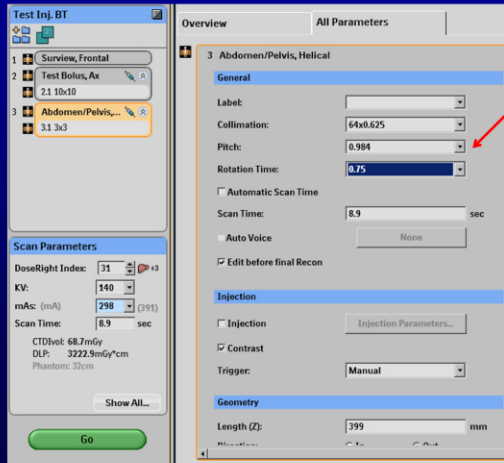 Test Inj. BT
1 Surview, Frontal
2 Test Bolus, Ax
2.1 10x10
3 Abdomen/Pelvis,...
3.1 3x3
Scan Parameters
DoseRight Index: 31 +3
KV: 140
mAs: (mA) 298 (391)
Scan Time: 8.9 sec
CTDIvol: 68.7mGy
DLP: 3222.9mGy*cm
Phantom: 32cm
Show All...
Go
Overview
All Parameters
3 Abdomen/Pelvis, Helical
General
Label:
Collimation: 64x0.625
Pitch: 0.984
Rotation Time: 0.75
Automatic Scan Time
Scan Time: 8.9 sec
Auto Voice None
Edit before final Recon
Injection
Injection Injection Parameters...
Contrast
Trigger: Manual
Geometry
Length (Z): 399 mm
Direction: In Out